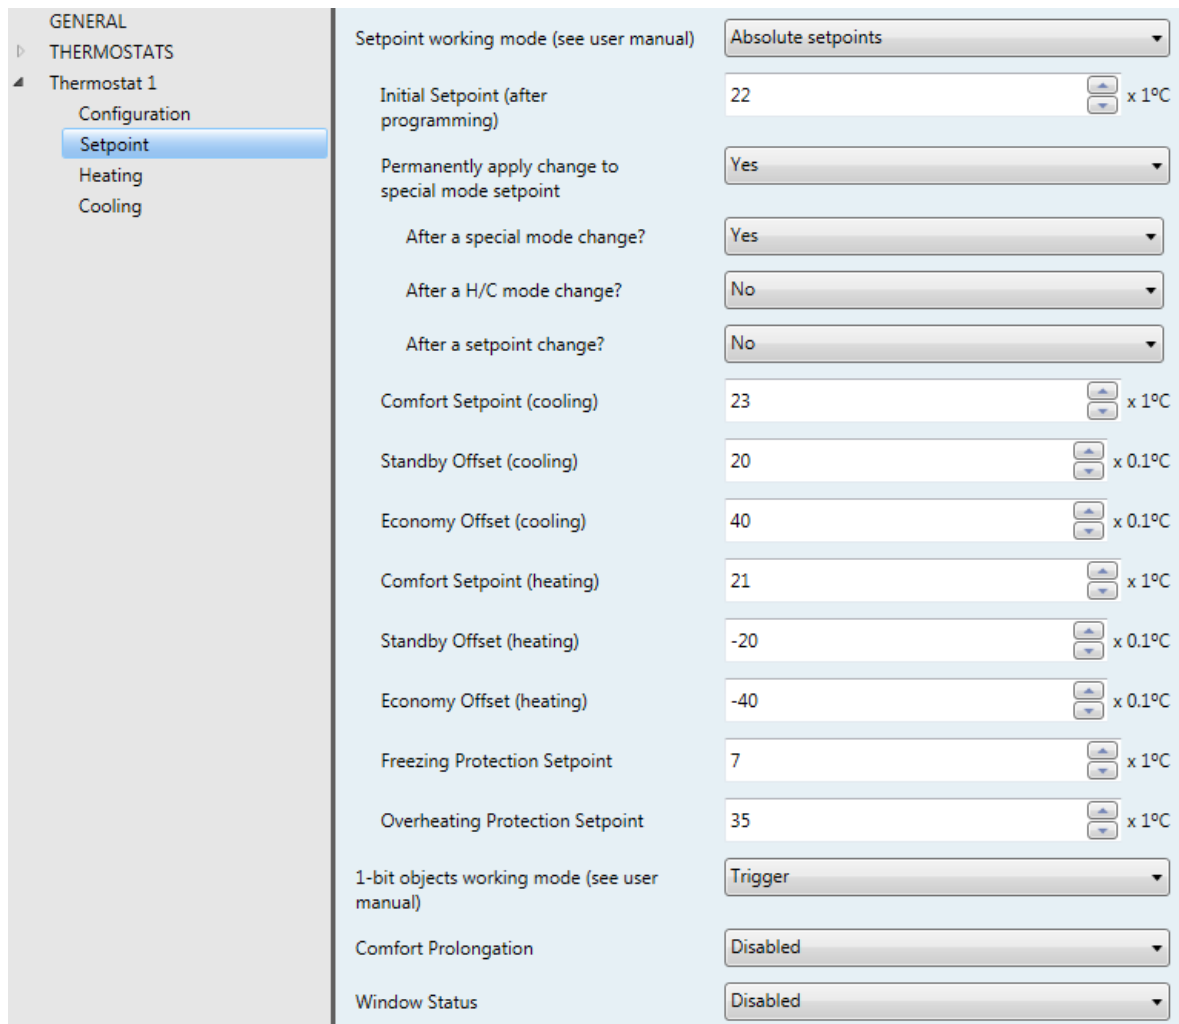 GENERAL
THERMOSTATS
Thermostat 1
Configuration
Setpoint
Heating
Cooling
Setpoint working mode (see user manual) Absolute setpoints
Initial Setpoint (after
programming) 22 x 1ºC
Permanently apply change to
special mode setpoint Yes
After a special mode change? Yes
After a H/C mode change? No
After a setpoint change? No
Comfort Setpoint (cooling) 23 x 1ºC
Standby Offset (cooling) 20 x 0.1ºC
Economy Offset (cooling) 40 x 0.1ºC
Comfort Setpoint (heating) 21 x 1ºC
Standby Offset (heating) -20 x 0.1ºC
Economy Offset (heating) -40 x 0.1ºC
Freezing Protection Setpoint 7 x 1ºC
Overheating Protection Setpoint 35 x 1ºC
1-bit objects working mode (see user
manual) Trigger
Comfort Prolongation Disabled
Window Status Disabled